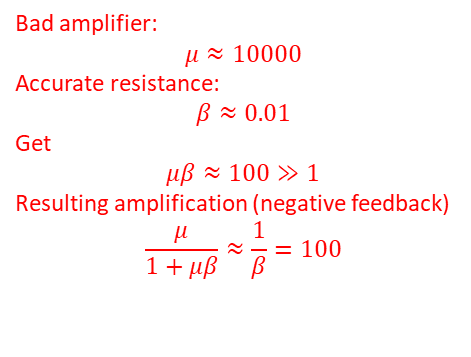 Bad amplifier:
μ ≈ 10000
Accurate resistance:
β ≈ 0.01
Get
μβ ≈ 100 ≫ 1
Resulting amplification (negative feedback)
μ / (1 + μβ) ≈ 1 / β = 100